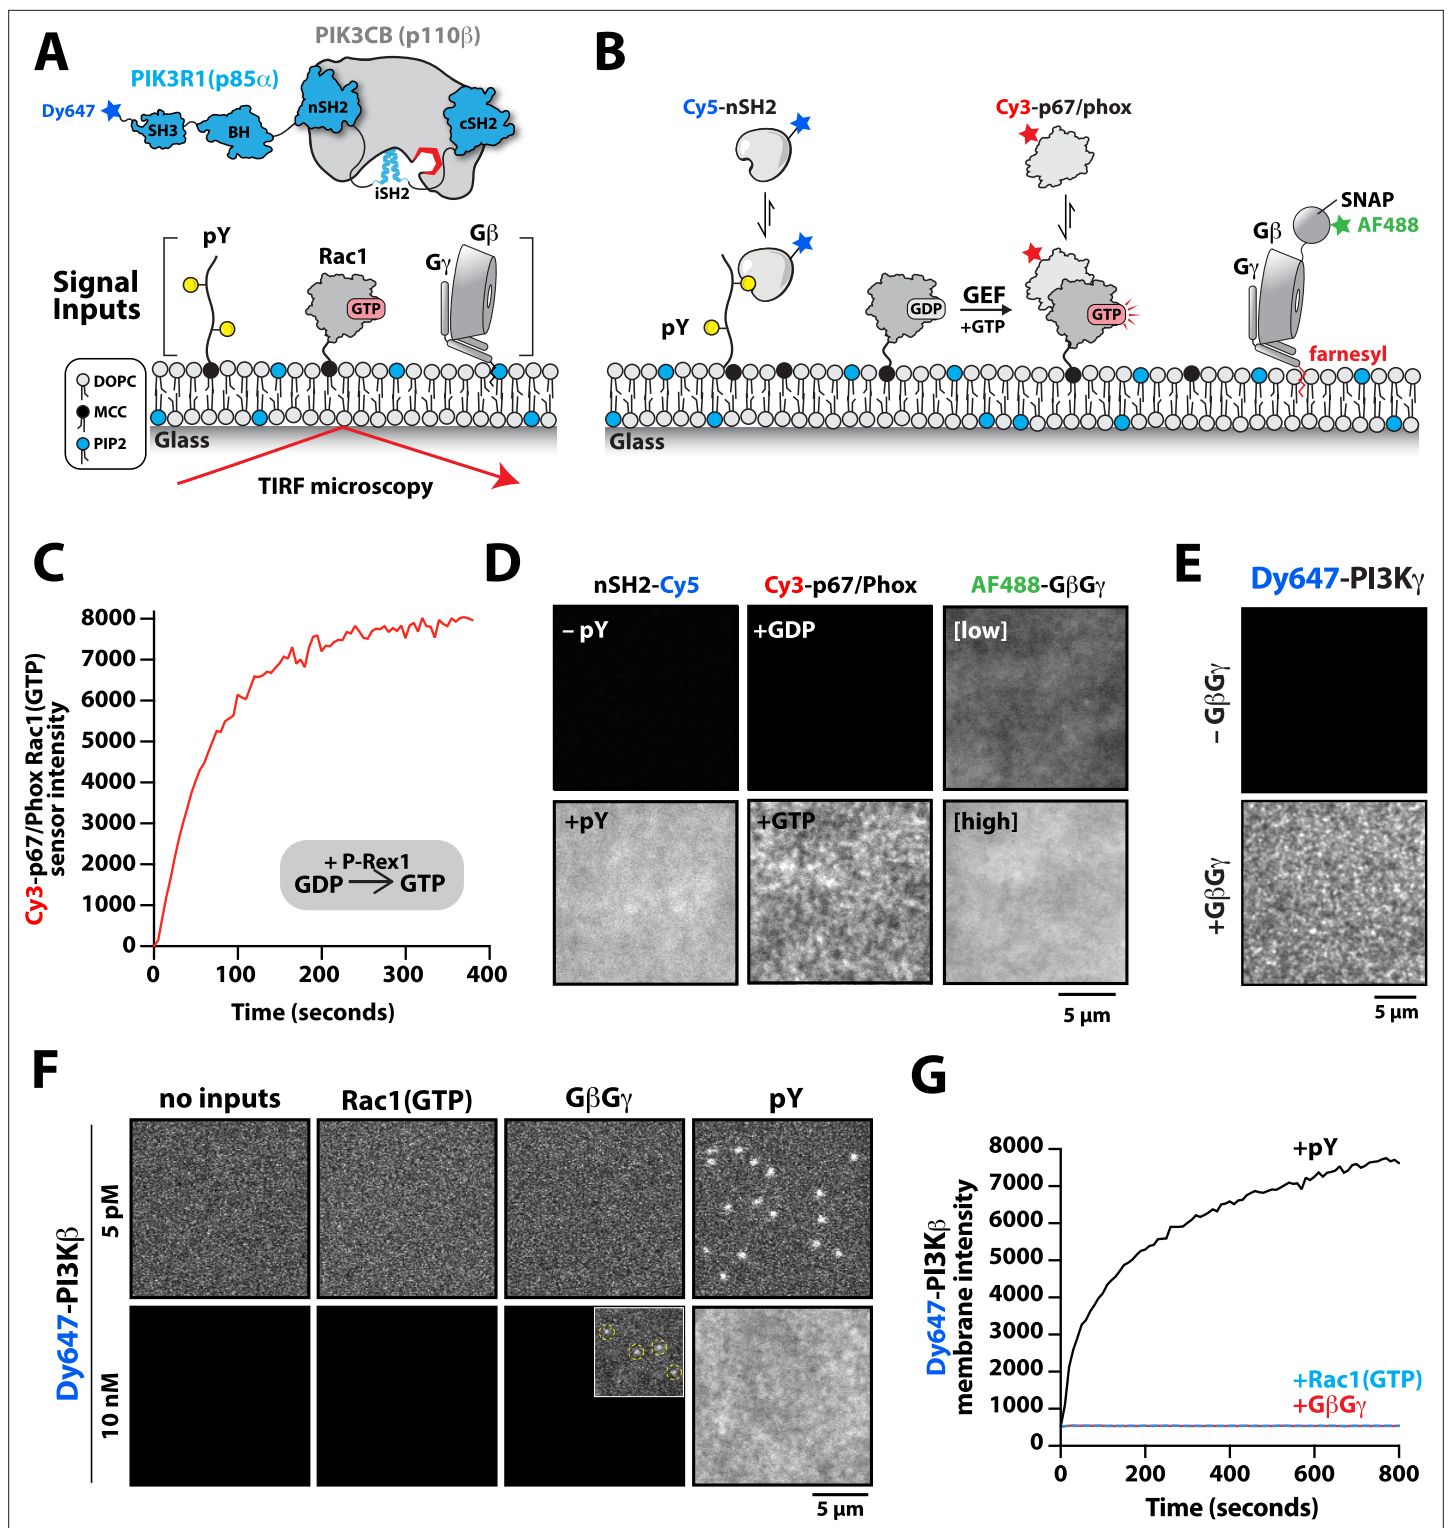 A
PIK3CB (p110β)
PIK3R1(p85α)
Dy647
SH3
BH
nSH2
cSH2
iSH2
Signal
Inputs
pY
Rac1
GTP
Gβ
Gγ
DOPC
MCC
PIP2
Glass
TIRF microscopy
B
Cy5-nSH2
Cy3-p67/phox
pY
GDP
GEF
+GTP
GTP
SNAP
AF488
Gβ
Gγ
farnesyl
Glass
C
Cy3-p67/Phox Rac1(GTP)
sensor intensity
8000
7000
6000
5000
4000
3000
2000
1000
0
+ P-Rex1
GDP → GTP
0 100 200 300 400
Time (seconds)
D
nSH2-Cy5
Cy3-p67/Phox
AF488-GβGγ
– pY
+GDP
[low]
+pY
+GTP
[high]
5 µm
E
Dy647-PI3Kγ
– GβGγ
+GβGγ
5 µm
F
no inputs
Rac1(GTP)
GβGγ
pY
Dy647-PI3Kβ
5 pM
10 nM
5 µm
G
Dy647-PI3Kβ
membrane intensity
8000
7000
6000
5000
4000
3000
2000
1000
0
+pY
+Rac1(GTP)
+GβGγ
0 200 400 600 800
Time (seconds)